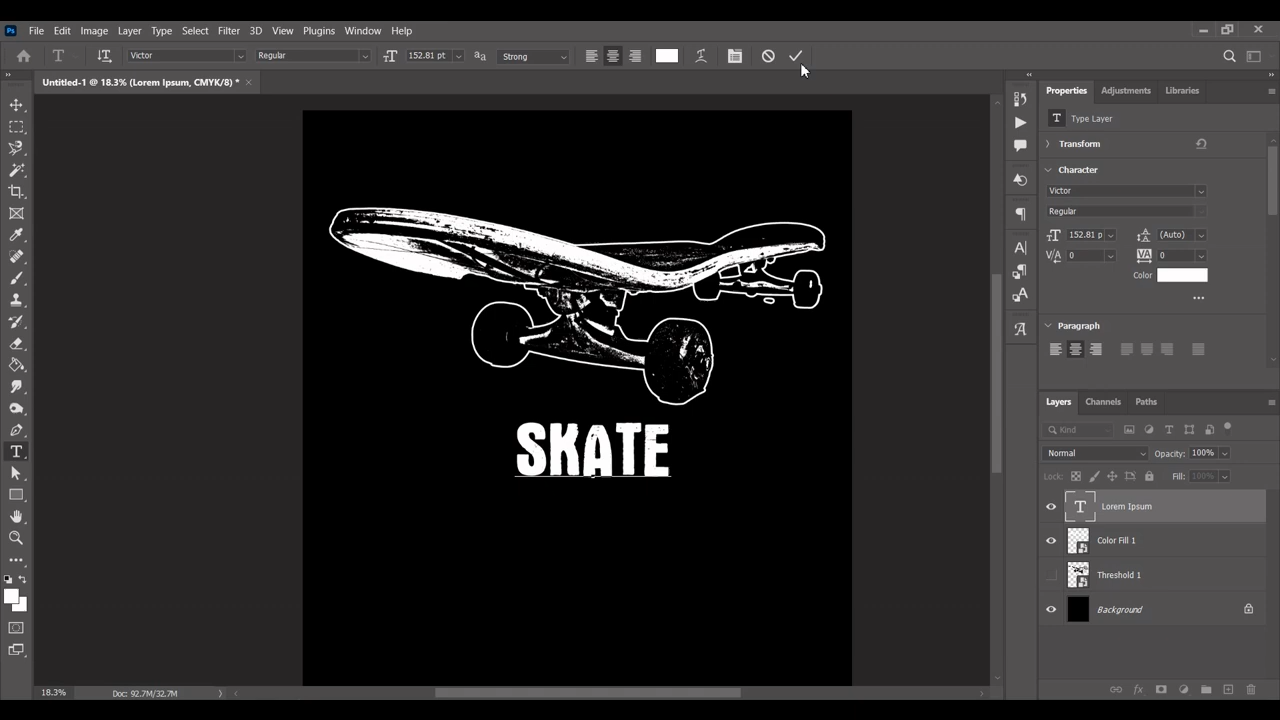 Ps File Edit Image Layer Type Select Filter 3D View Plugins Window Help
Victor Regular 152.81 pt aa Strong
Untitled-1 @ 18.3% (Lorem Ipsum, CMYK/8) *
Properties Adjustments Libraries
T Type Layer
Transform
Character
Victor
Regular
152.81 p (Auto)
0 0
Color
Paragraph
SKATE
Layers Channels Paths
Kind
Normal Opacity: 100%
Lock: Fill: 100%
T Lorem Ipsum
Color Fill 1
Threshold 1
Background
18.3% Doc: 92.7M/32.7M